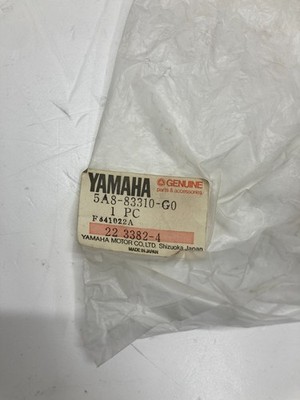 YAMAHA GENUINE
parts & accessories
5A8-83310-G0
1 PC
F641022A
22 3382-4
YAMAHA MOTOR CO., LTD. Shizuoka, Japan
MADE IN JAPAN